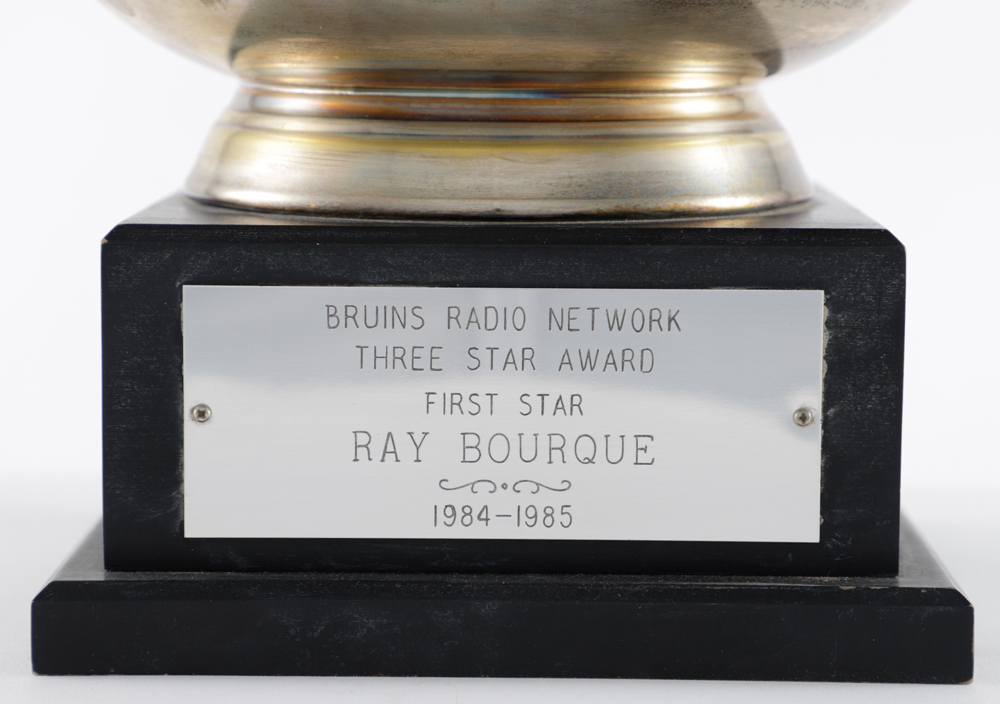 BRUINS RADIO NETWORK
THREE STAR AWARD
FIRST STAR
RAY BOURQUE
1984-1985